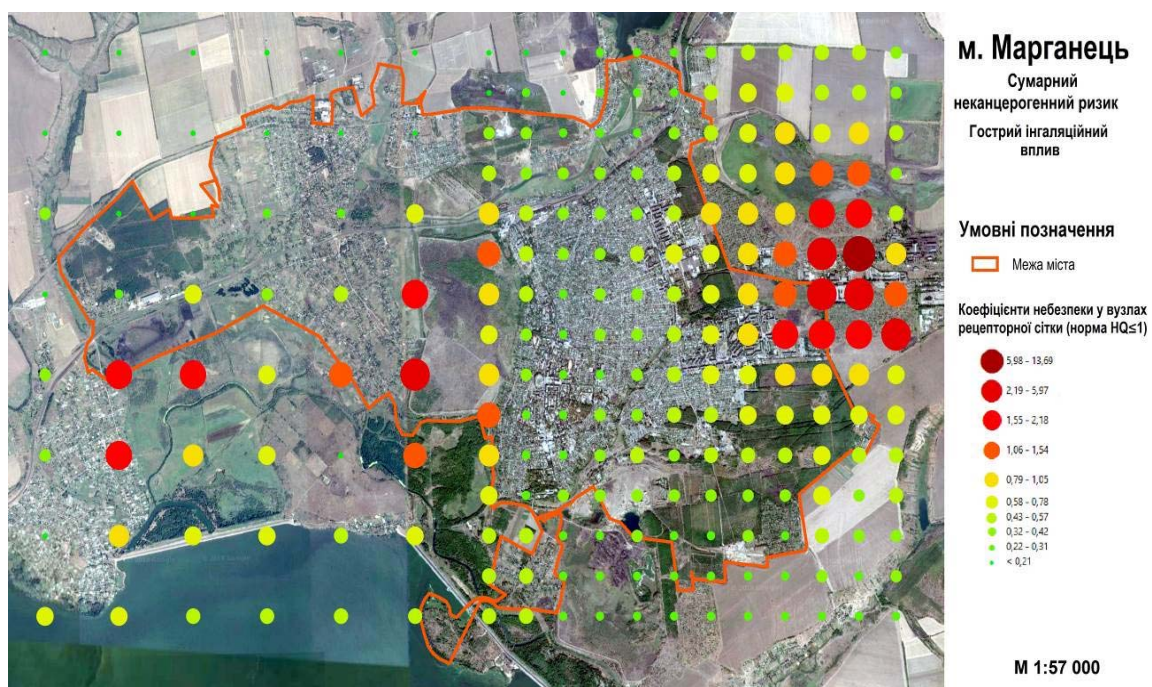 м. Марганець
Сумарний
неканцерогенний ризик
Гострий інгаляційний
вплив
Умовні позначення
Межа міста
Коефіцієнти небезпеки у вузлах
рецепторної сітки (норма HQ≤1)
5,98 - 13,69
2,19 - 5,97
1,55 - 2,18
1,06 - 1,54
0,79 - 1,05
0,58 - 0,78
0,43 - 0,57
0,32 - 0,42
0,22 - 0,31
< 0,21
М 1:57 000